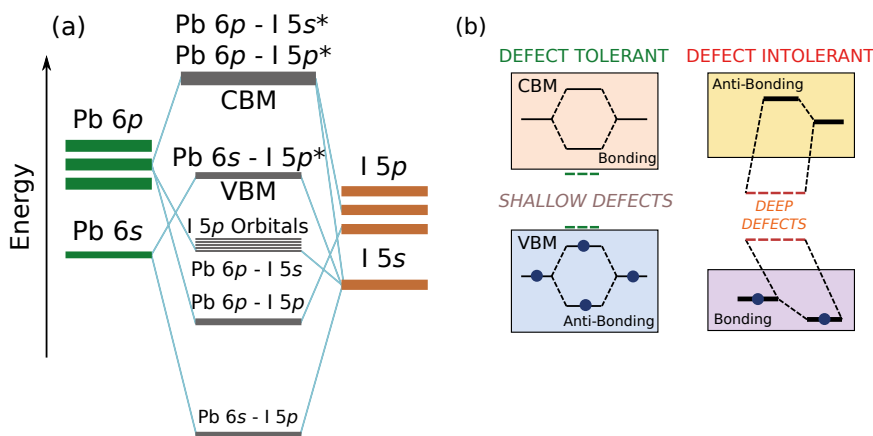 (a)
Pb 6p - I 5s*
Pb 6p - I 5p*
CBM
Pb 6p
Pb 6s - I 5p*
VBM
I 5p
Energy
Pb 6s
I 5p Orbitals
I 5s
Pb 6p - I 5s
Pb 6p - I 5p
Pb 6s - I 5p
(b)
DEFECT TOLERANT
CBM
Bonding
SHALLOW DEFECTS
VBM
Anti-Bonding
DEFECT INTOLERANT
Anti-Bonding
DEEP
DEFECTS
Bonding